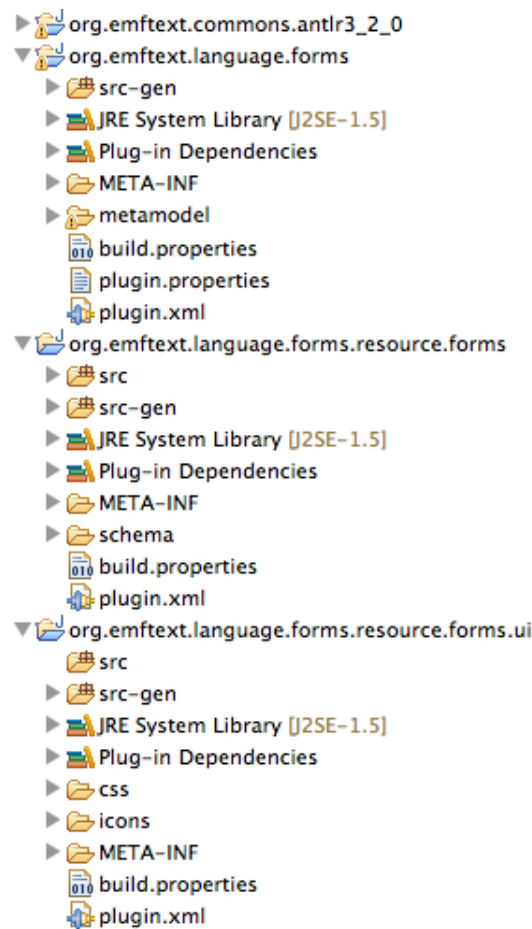 org.emftext.commons.antlr3_2_0
org.emftext.language.forms
src-gen
JRE System Library [J2SE-1.5]
Plug-in Dependencies
META-INF
metamodel
build.properties
plugin.properties
plugin.xml
org.emftext.language.forms.resource.forms
src
src-gen
JRE System Library [J2SE-1.5]
Plug-in Dependencies
META-INF
schema
build.properties
plugin.xml
org.emftext.language.forms.resource.forms.ui
src
src-gen
JRE System Library [J2SE-1.5]
Plug-in Dependencies
css
icons
META-INF
build.properties
plugin.xml